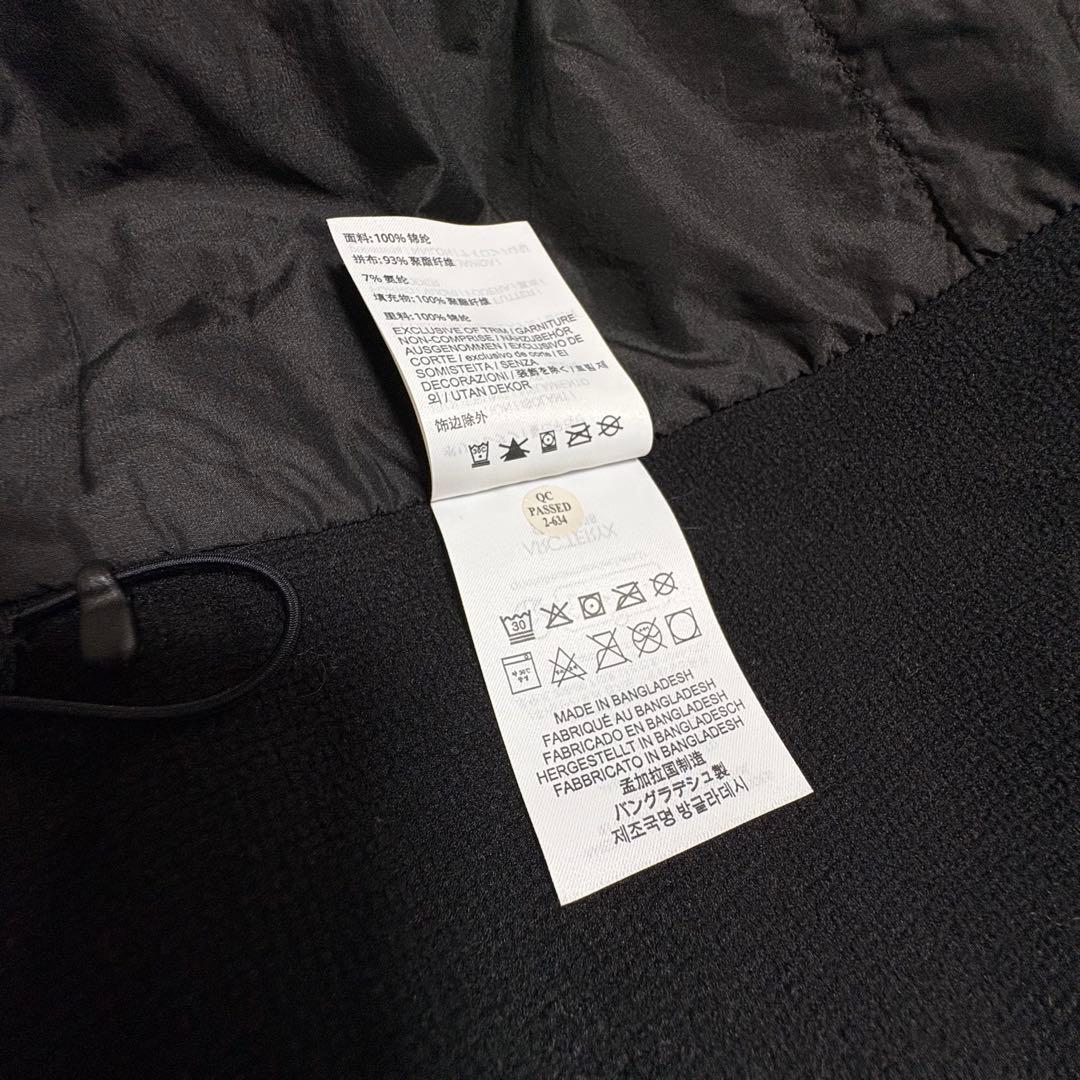 面料: 100% 锦纶
拼布: 93% 聚酯纤维
7% 氨纶
填充物: 100% 聚酯纤维
里料: 100% 锦纶
EXCLUSIVE OF TRIM / GARNITURE
NON-COMPRISE / NÄHZUBEHÖR
AUSGENOMMEN / EXCLUSIVO DE
CORTE / exclusivo de corte / EI
SOMISTEITA / SENZA
DECORAZIONI / 装飾を除く / 트림 제
외 / UTAN DEKOR
饰边除外
30
QC
PASSED
2-634
30
MADE IN BANGLADESH
FABRIQUÉ AU BANGLADESH
FABRICADO EN BANGLADESH
HERGESTELLT IN BANGLADESCH
FABBRICATO IN BANGLADESH
孟加拉国制造
バングラデシュ製
제조국명 방글라데시